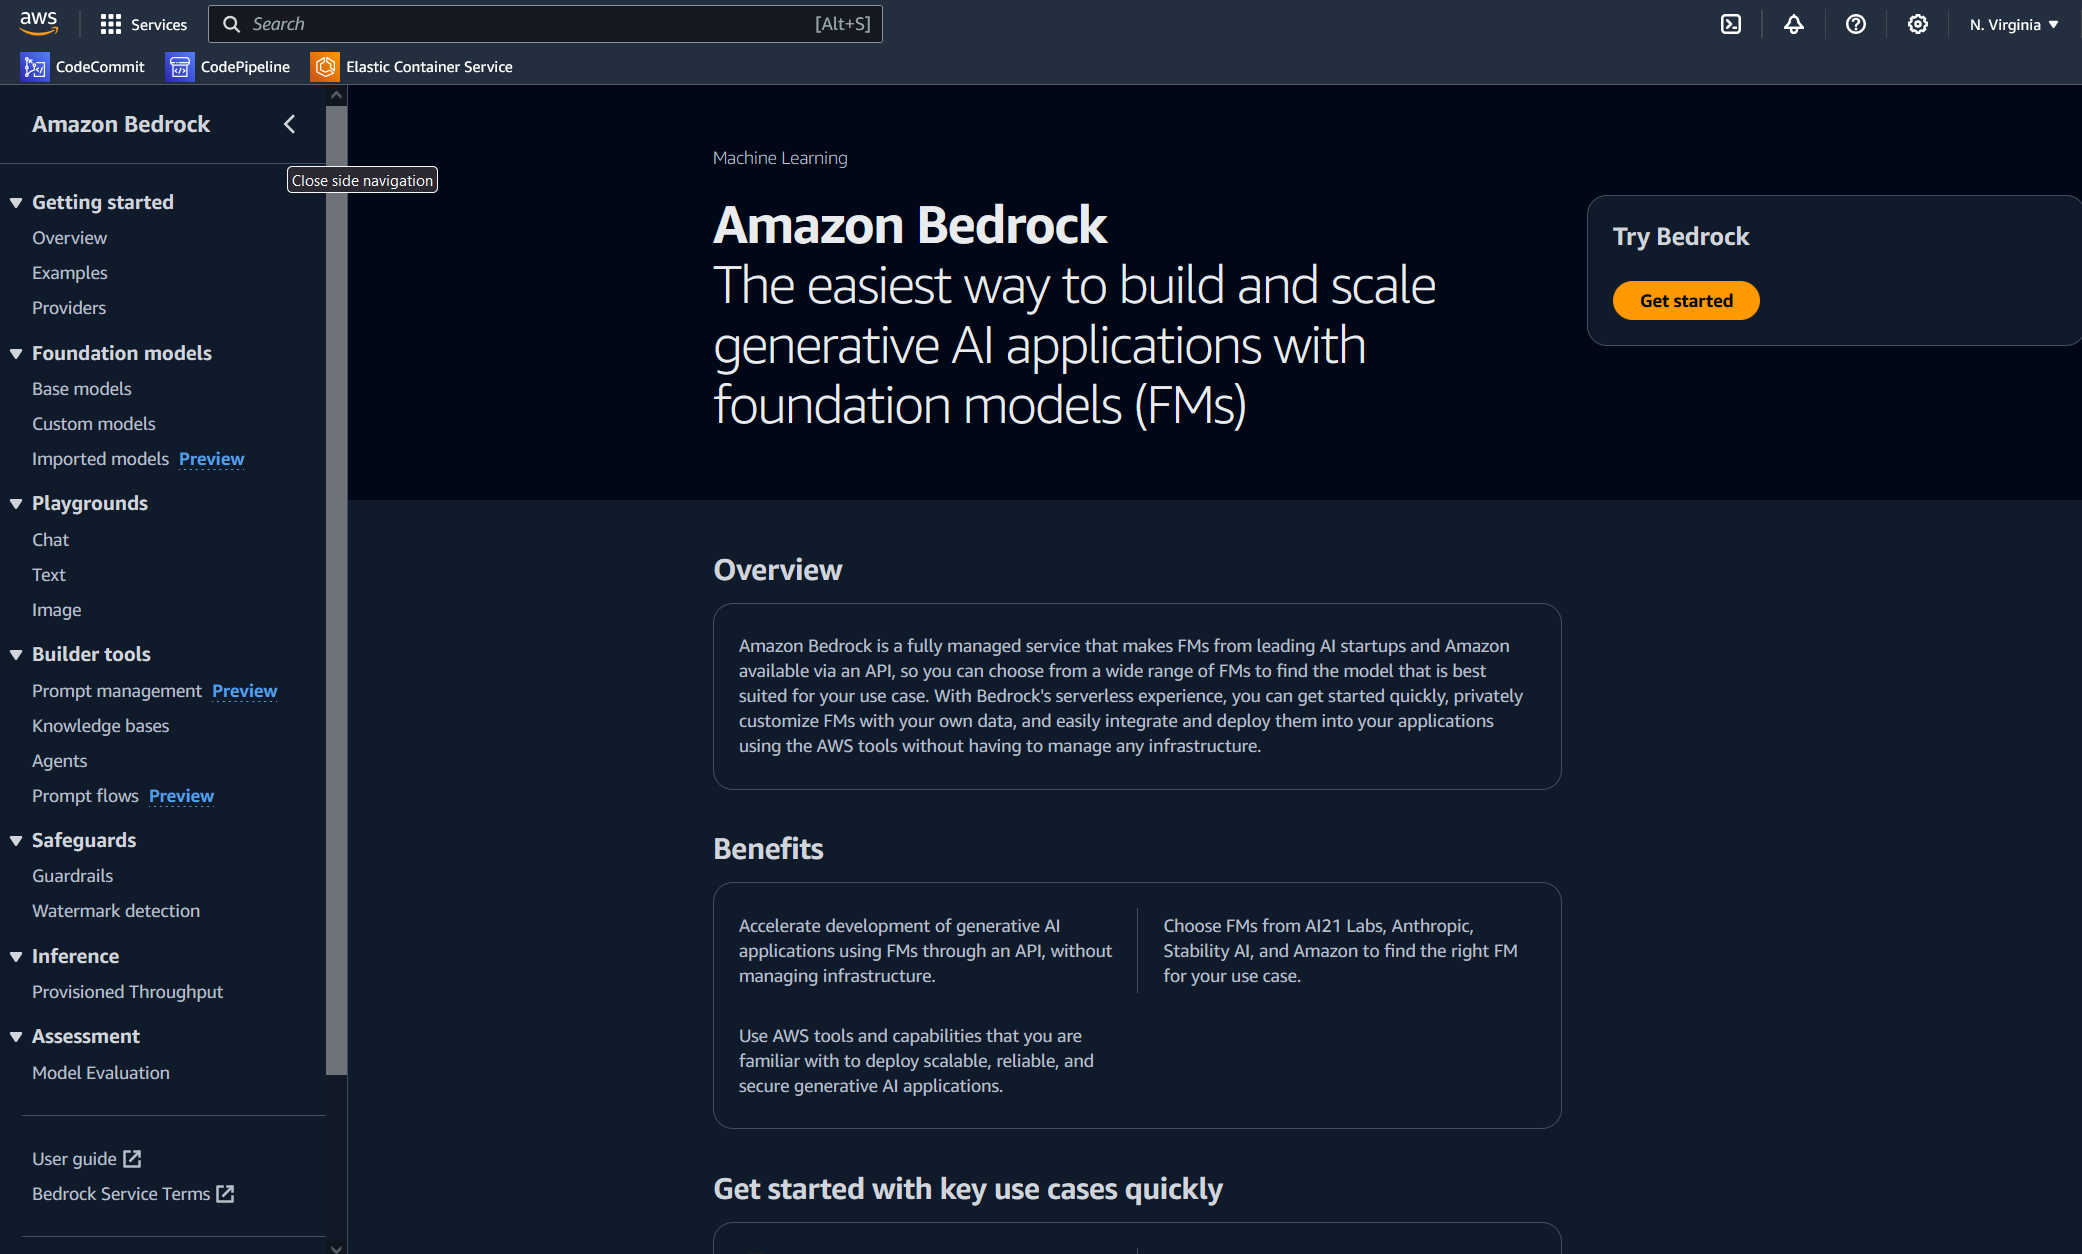 aws
Services
Search
[Alt+S]
N. Virginia
CodeCommit
CodePipeline
Elastic Container Service
Amazon Bedrock
Close side navigation
Getting started
Overview
Examples
Providers
Foundation models
Base models
Custom models
Imported models Preview
Playgrounds
Chat
Text
Image
Builder tools
Prompt management Preview
Knowledge bases
Agents
Prompt flows Preview
Safeguards
Guardrails
Watermark detection
Inference
Provisioned Throughput
Assessment
Model Evaluation
User guide
Bedrock Service Terms
Machine Learning
Amazon Bedrock
The easiest way to build and scale
generative AI applications with
foundation models (FMs)
Try Bedrock
Get started
Overview
Amazon Bedrock is a fully managed service that makes FMs from leading AI startups and Amazon
available via an API, so you can choose from a wide range of FMs to find the model that is best
suited for your use case. With Bedrock's serverless experience, you can get started quickly, privately
customize FMs with your own data, and easily integrate and deploy them into your applications
using the AWS tools without having to manage any infrastructure.
Benefits
Accelerate development of generative AI
applications using FMs through an API, without
managing infrastructure.
Choose FMs from AI21 Labs, Anthropic,
Stability AI, and Amazon to find the right FM
for your use case.
Use AWS tools and capabilities that you are
familiar with to deploy scalable, reliable, and
secure generative AI applications.
Get started with key use cases quickly